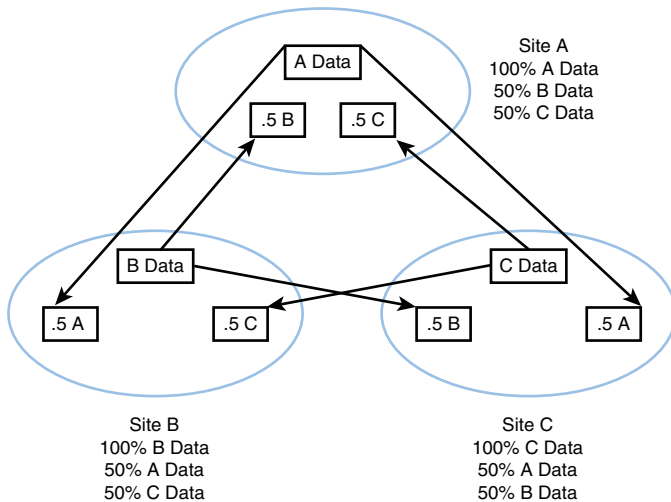 A Data
.5 B
.5 C
Site A
100% A Data
50% B Data
50% C Data
B Data
.5 A
.5 C
C Data
.5 B
.5 A
Site B
100% B Data
50% A Data
50% C Data
Site C
100% C Data
50% A Data
50% B Data